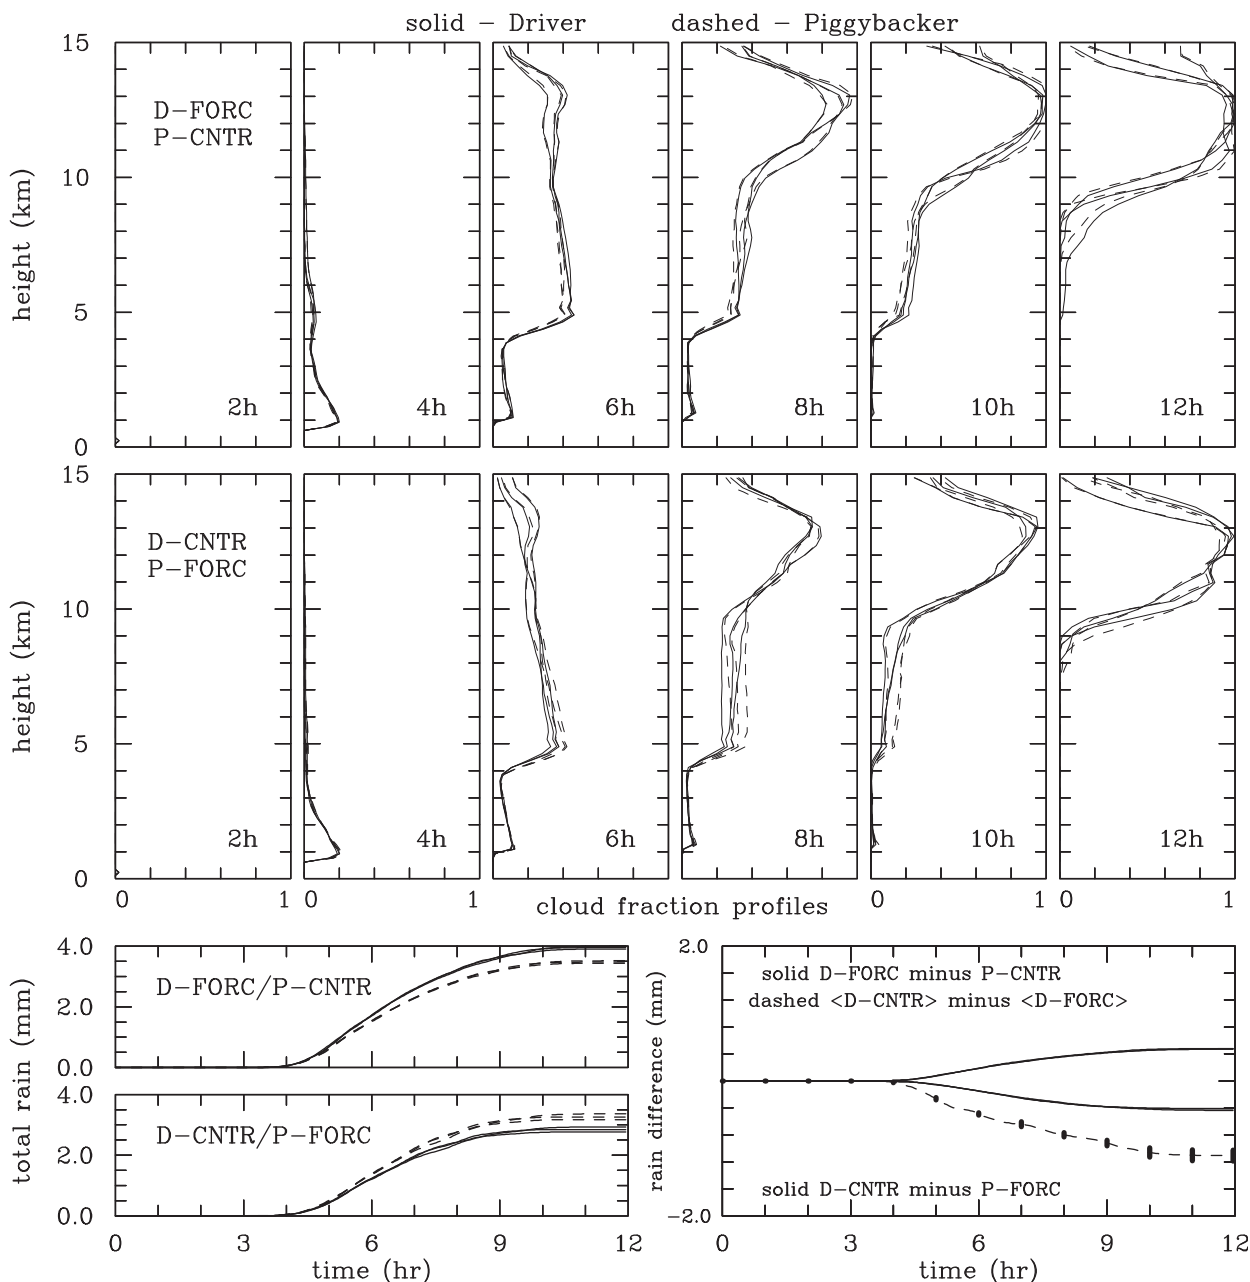 solid – Driver dashed – Piggybacker
15
10
5
0
height (km)
D–FORC
P–CNTR
2h 4h 6h 8h 10h 12h
15
10
5
0
height (km)
D–CNTR
P–FORC
2h 4h 6h 8h 10h 12h
0 1 0 1 0 1 0 1 0 1 0 1
cloud fraction profiles
4.0
2.0
0.0
D–FORC/P–CNTR
4.0
2.0
0.0
D–CNTR/P–FORC
total rain (mm)
0 3 6 9 12
time (hr)
2.0
−2.0
rain difference (mm)
solid D–FORC minus P–CNTR
dashed <D–CNTR> minus <D–FORC>
solid D–CNTR minus P–FORC
0 3 6 9 12
time (hr)